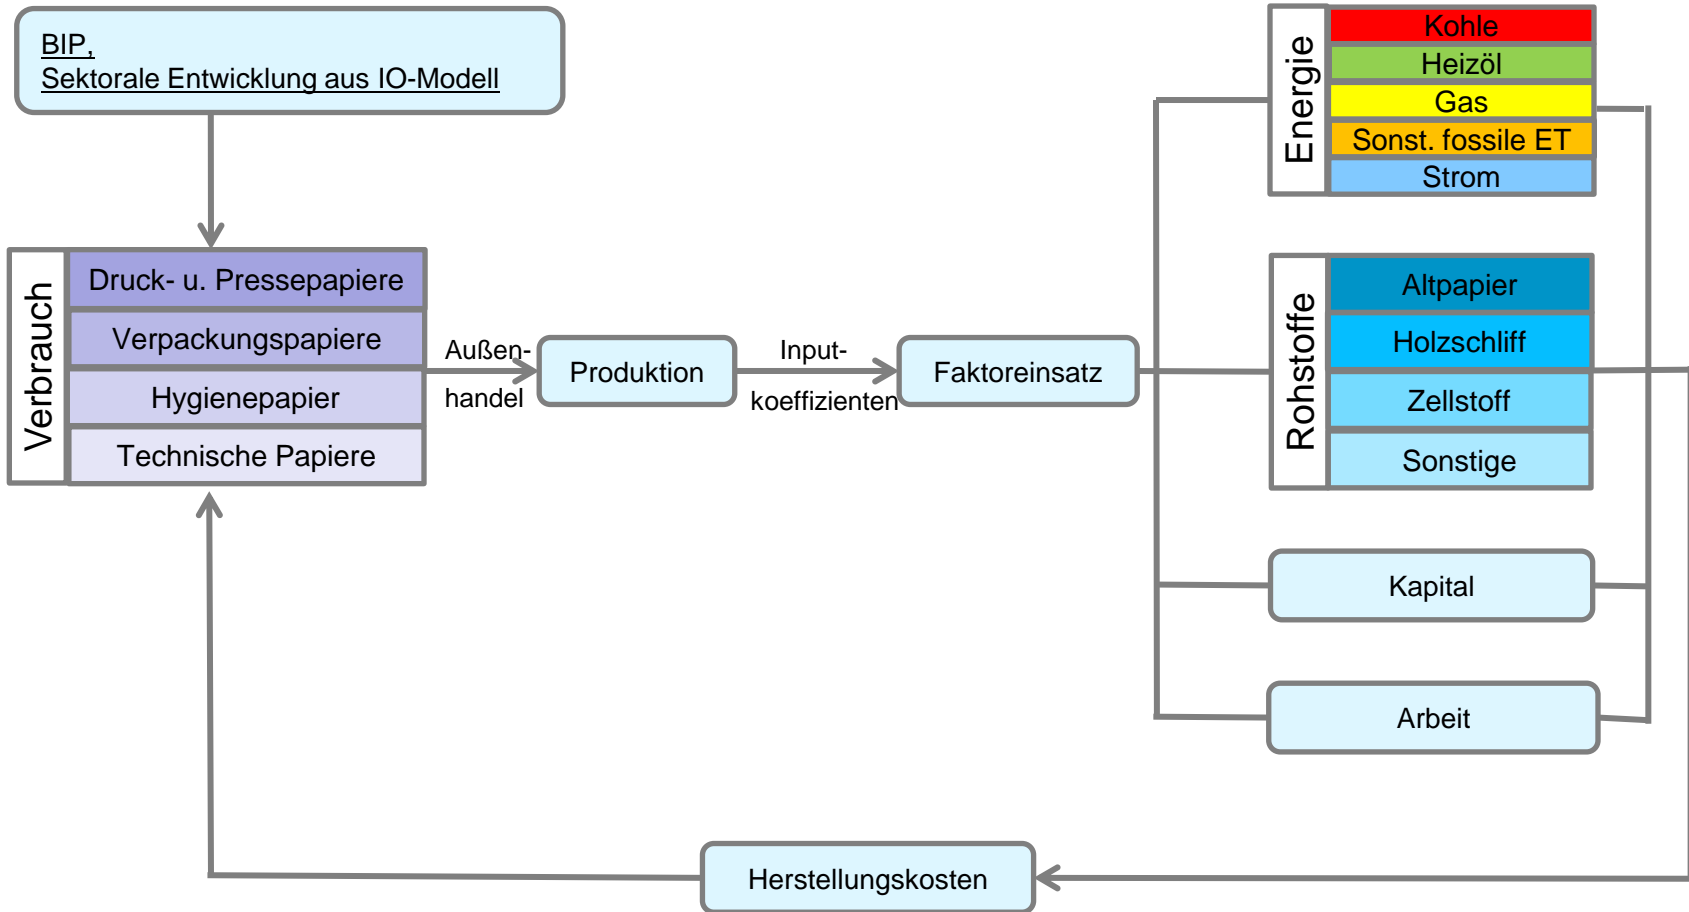 BIP,
Sektorale Entwicklung aus IO-Modell
Verbrauch
Druck- u. Pressepapiere
Verpackungspapiere
Hygienepapier
Technische Papiere
Außen-
handel
Produktion
Input-
koeffizienten
Faktoreinsatz
Energie
Kohle
Heizöl
Gas
Sonst. fossile ET
Strom
Rohstoffe
Altpapier
Holzschliff
Zellstoff
Sonstige
Kapital
Arbeit
Herstellungskosten